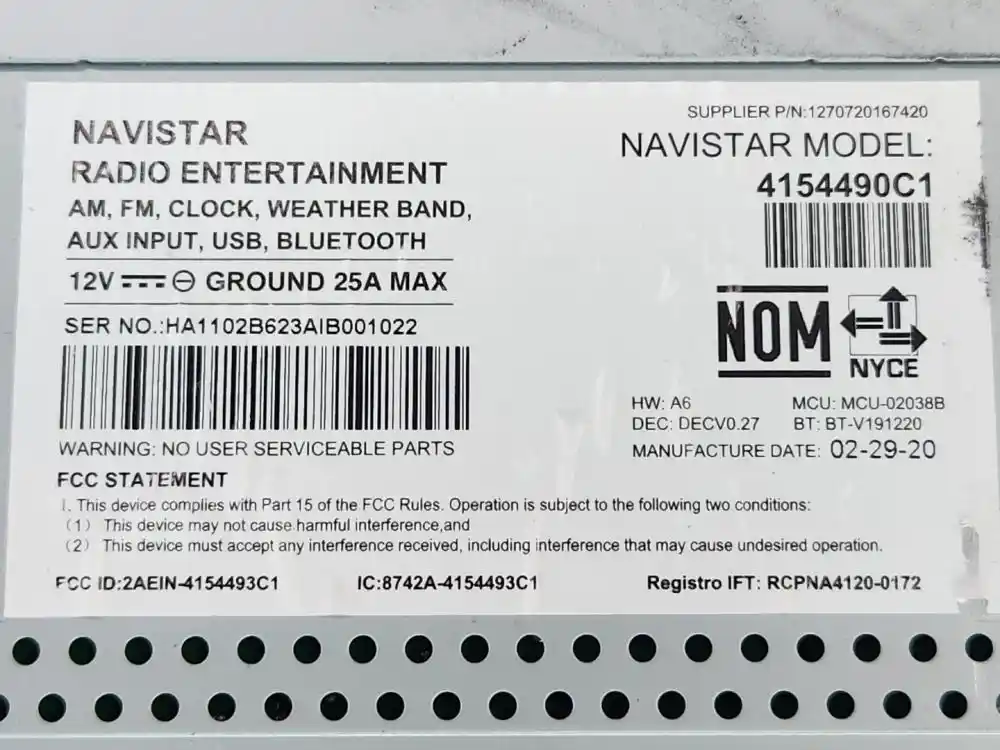 SUPPLIER P/N:1270720167420
NAVISTAR
RADIO ENTERTAINMENT
AM, FM, CLOCK, WEATHER BAND,
AUX INPUT, USB, BLUETOOTH
12V GROUND 25A MAX
SER NO.:HA1102B623AIB001022
WARNING: NO USER SERVICEABLE PARTS
NAVISTAR MODEL:
4154490C1
NOM
NYCE
HW: A6 MCU: MCU-02038B
DEC: DECV0.27 BT: BT-V191220
MANUFACTURE DATE: 02-29-20
FCC STATEMENT
1. This device complies with Part 15 of the FCC Rules. Operation is subject to the following two conditions:
(1) This device may not cause harmful interference,and
(2) This device must accept any interference received, including interference that may cause undesired operation.
FCC ID:2AEIN-4154493C1 IC:8742A-4154493C1 Registro IFT: RCPNA4120-0172